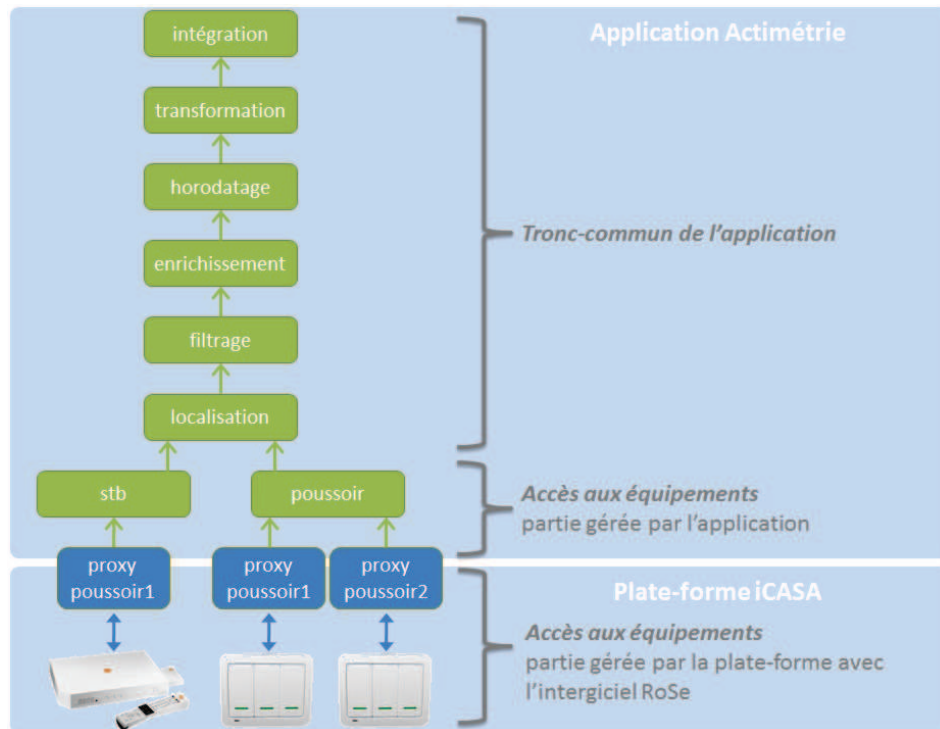 intégration
Application Actimétrie
transformation
horodatage
Tronc-commun de l'application
enrichissement
filtrage
localisation
stb
poussoir
Accès aux équipements
partie gérée par l'application
proxy
poussoir1
proxy
poussoir1
proxy
poussoir2
Plate-forme iCASA
Accès aux équipements
partie gérée par la plate-forme avec
l'intergiciel RoSe